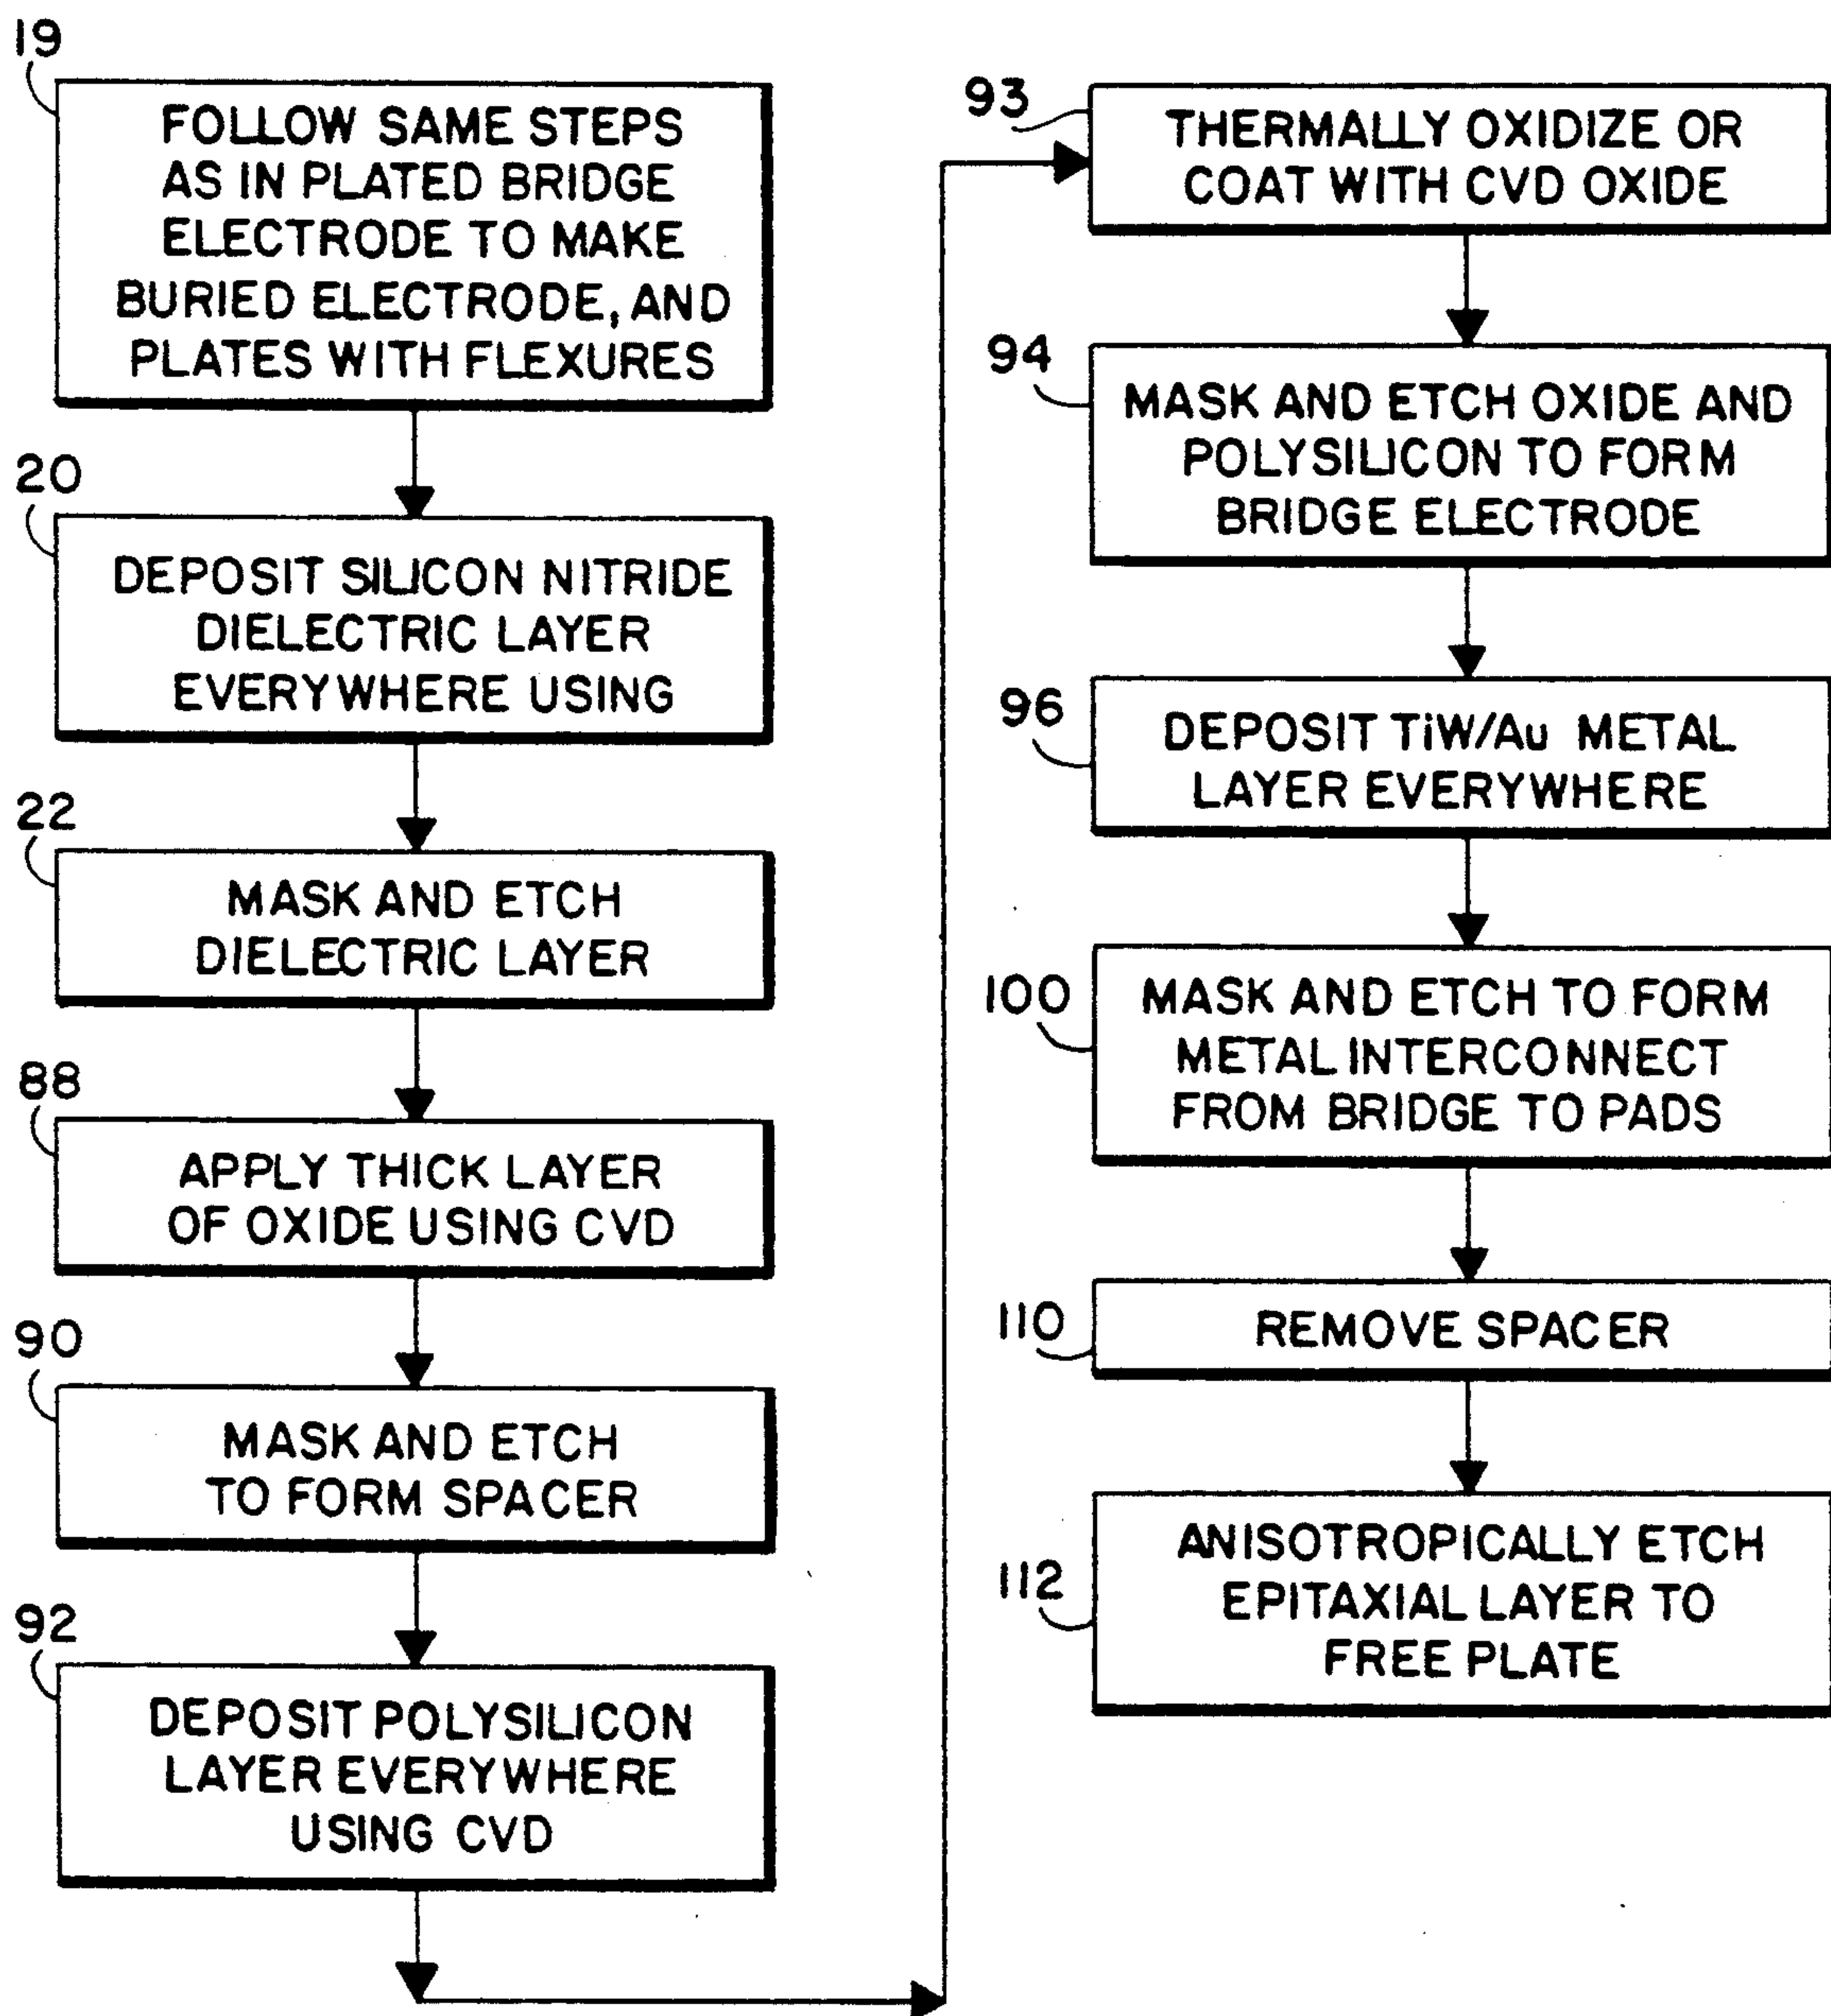 19
FOLLOW SAME STEPS
AS IN PLATED BRIDGE
ELECTRODE TO MAKE
BURIED ELECTRODE, AND
PLATES WITH FLEXURES
20
DEPOSIT SILICON NITRIDE
DIELECTRIC LAYER
EVERYWHERE USING
22
MASK AND ETCH
DIELECTRIC LAYER
88
APPLY THICK LAYER
OF OXIDE USING CVD
90
MASK AND ETCH
TO FORM SPACER
92
DEPOSIT POLYSILICON
LAYER EVERYWHERE
USING CVD
93
THERMALLY OXIDIZE OR
COAT WITH CVD OXIDE
94
MASK AND ETCH OXIDE AND
POLYSILICON TO FORM
BRIDGE ELECTRODE
96
DEPOSIT TiW/Au METAL
LAYER EVERYWHERE
100
MASK AND ETCH TO FORM
METAL INTERCONNECT
FROM BRIDGE TO PADS
110
REMOVE SPACER
112
ANISOTROPICALLY ETCH
EPITAXIAL LAYER TO
FREE PLATE